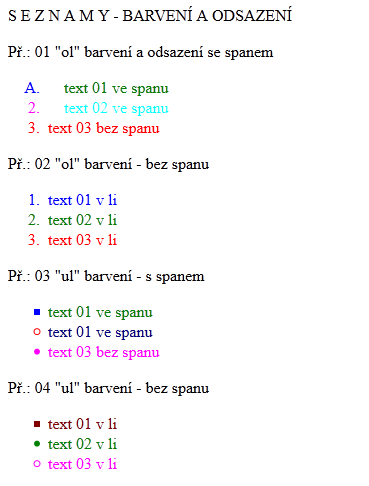 S E Z N A M Y - BARVENÍ A ODSAZENÍ
Př.: 01 "ol" barvení a odsazení se spanem
A. text 01 ve spanu
2. text 02 ve spanu
3. text 03 bez spanu
Př.: 02 "ol" barvení - bez spanu
1. text 01 v li
2. text 02 v li
3. text 03 v li
Př.: 03 "ul" barvení - s spanem
text 01 ve spanu
text 01 ve spanu
text 03 bez spanu
Př.: 04 "ul" barvení - bez spanu
text 01 v li
text 02 v li
text 03 v li